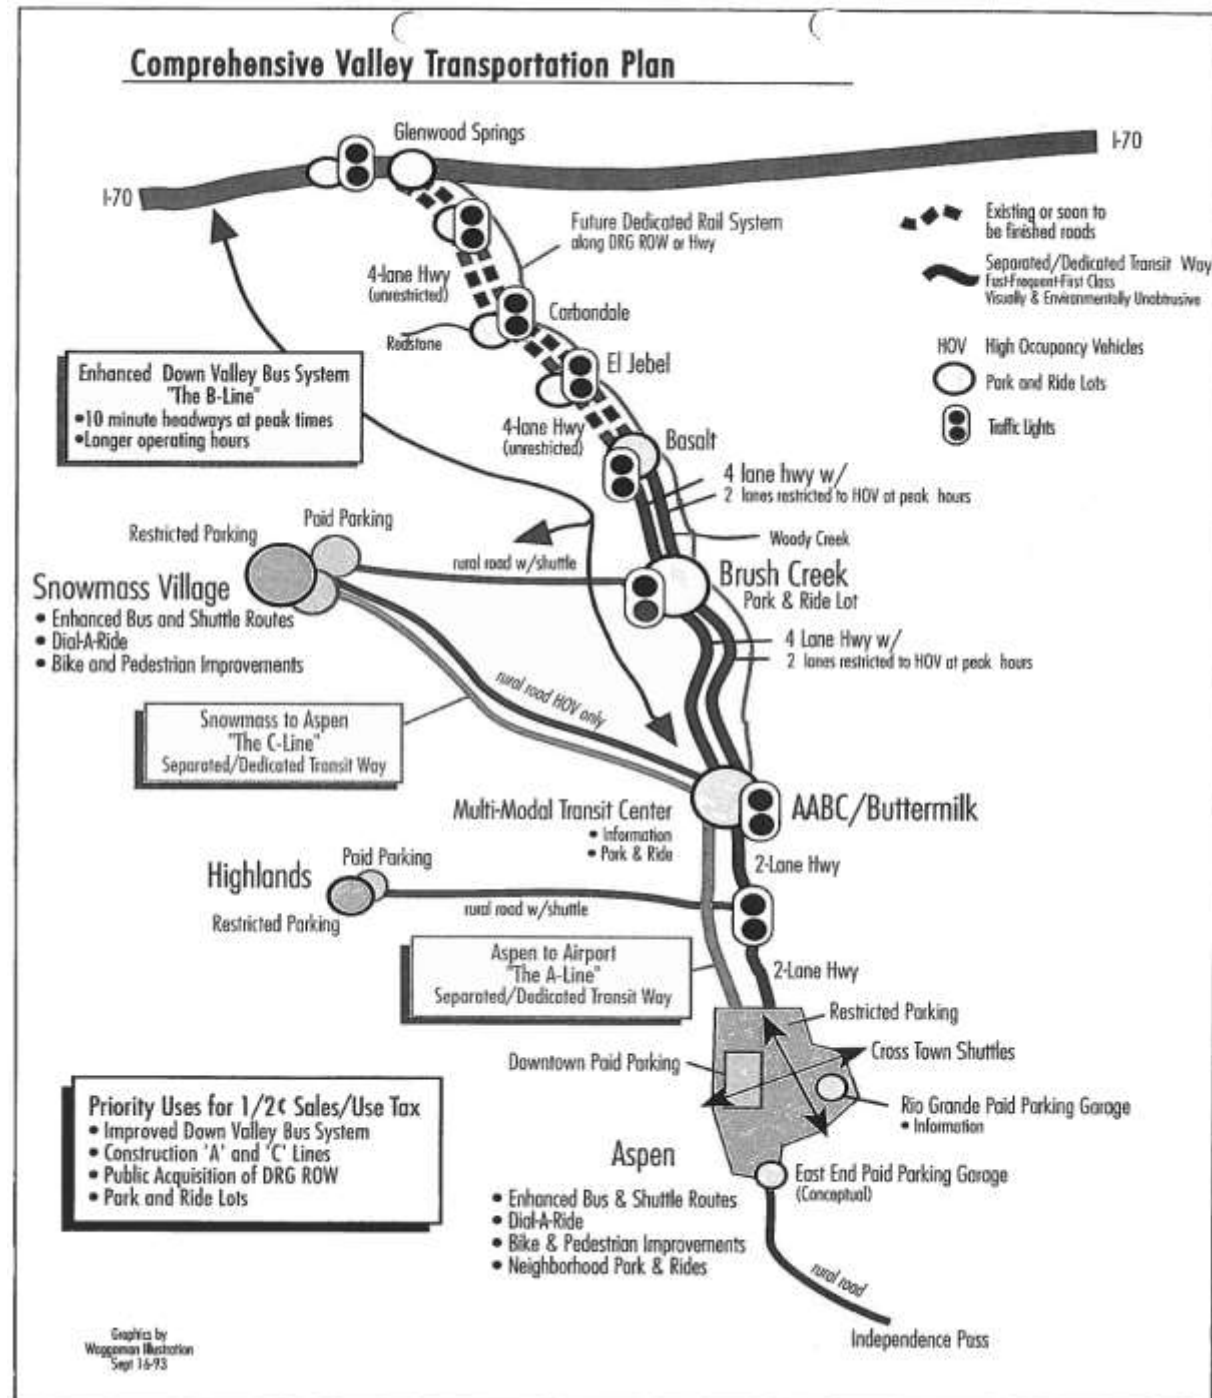 Comprehensive Valley Transportation Plan
Glenwood Springs
I-70
I-70
Future Dedicated Rail System
along DRG ROW or Hwy
Existing or soon to
be finished roads
Separated/Dedicated Transit Way
Fast-Frequent-First Class
Visually & Environmentally Unobtrusive
4-lane Hwy
(unrestricted)
Carbondale
Redstone
HOV High Occupancy Vehicles
Park and Ride Lots
Traffic Lights
El Jebel
Enhanced Down Valley Bus System
"The B-Line"
•10 minute headways at peak times
•Longer operating hours
4-lane Hwy
(unrestricted)
Basalt
4 lane hwy w/
2 lanes restricted to HOV at peak hours
Woody Creek
Paid Parking
Restricted Parking
rural road w/shuttle
Snowmass Village
• Enhanced Bus and Shuttle Routes
• Dial-A-Ride
• Bike and Pedestrian Improvements
Brush Creek
Park & Ride Lot
4 Lane Hwy w/
2 lanes restricted to HOV at peak hours
rural road HOV only
Snowmass to Aspen
"The C-Line"
Separated/Dedicated Transit Way
Multi-Modal Transit Center
• Information
• Park & Ride
AABC/Buttermilk
2-Lane Hwy
Highlands
Paid Parking
Restricted Parking
rural road w/shuttle
Aspen to Airport
"The A-Line"
Separated/Dedicated Transit Way
2-Lane Hwy
Restricted Parking
Cross Town Shuttles
Downtown Paid Parking
Rio Grande Paid Parking Garage
• Information
Priority Uses for 1/2¢ Sales/Use Tax
• Improved Down Valley Bus System
• Construction 'A' and 'C' Lines
• Public Acquisition of DRG ROW
• Park and Ride Lots
Aspen
• Enhanced Bus & Shuttle Routes
• Dial-A-Ride
• Bike & Pedestrian Improvements
• Neighborhood Park & Rides
East End Paid Parking Garage
(Conceptual)
rural road
Independence Pass
Graphics by
Waggaman Illustration
Sept 16-93